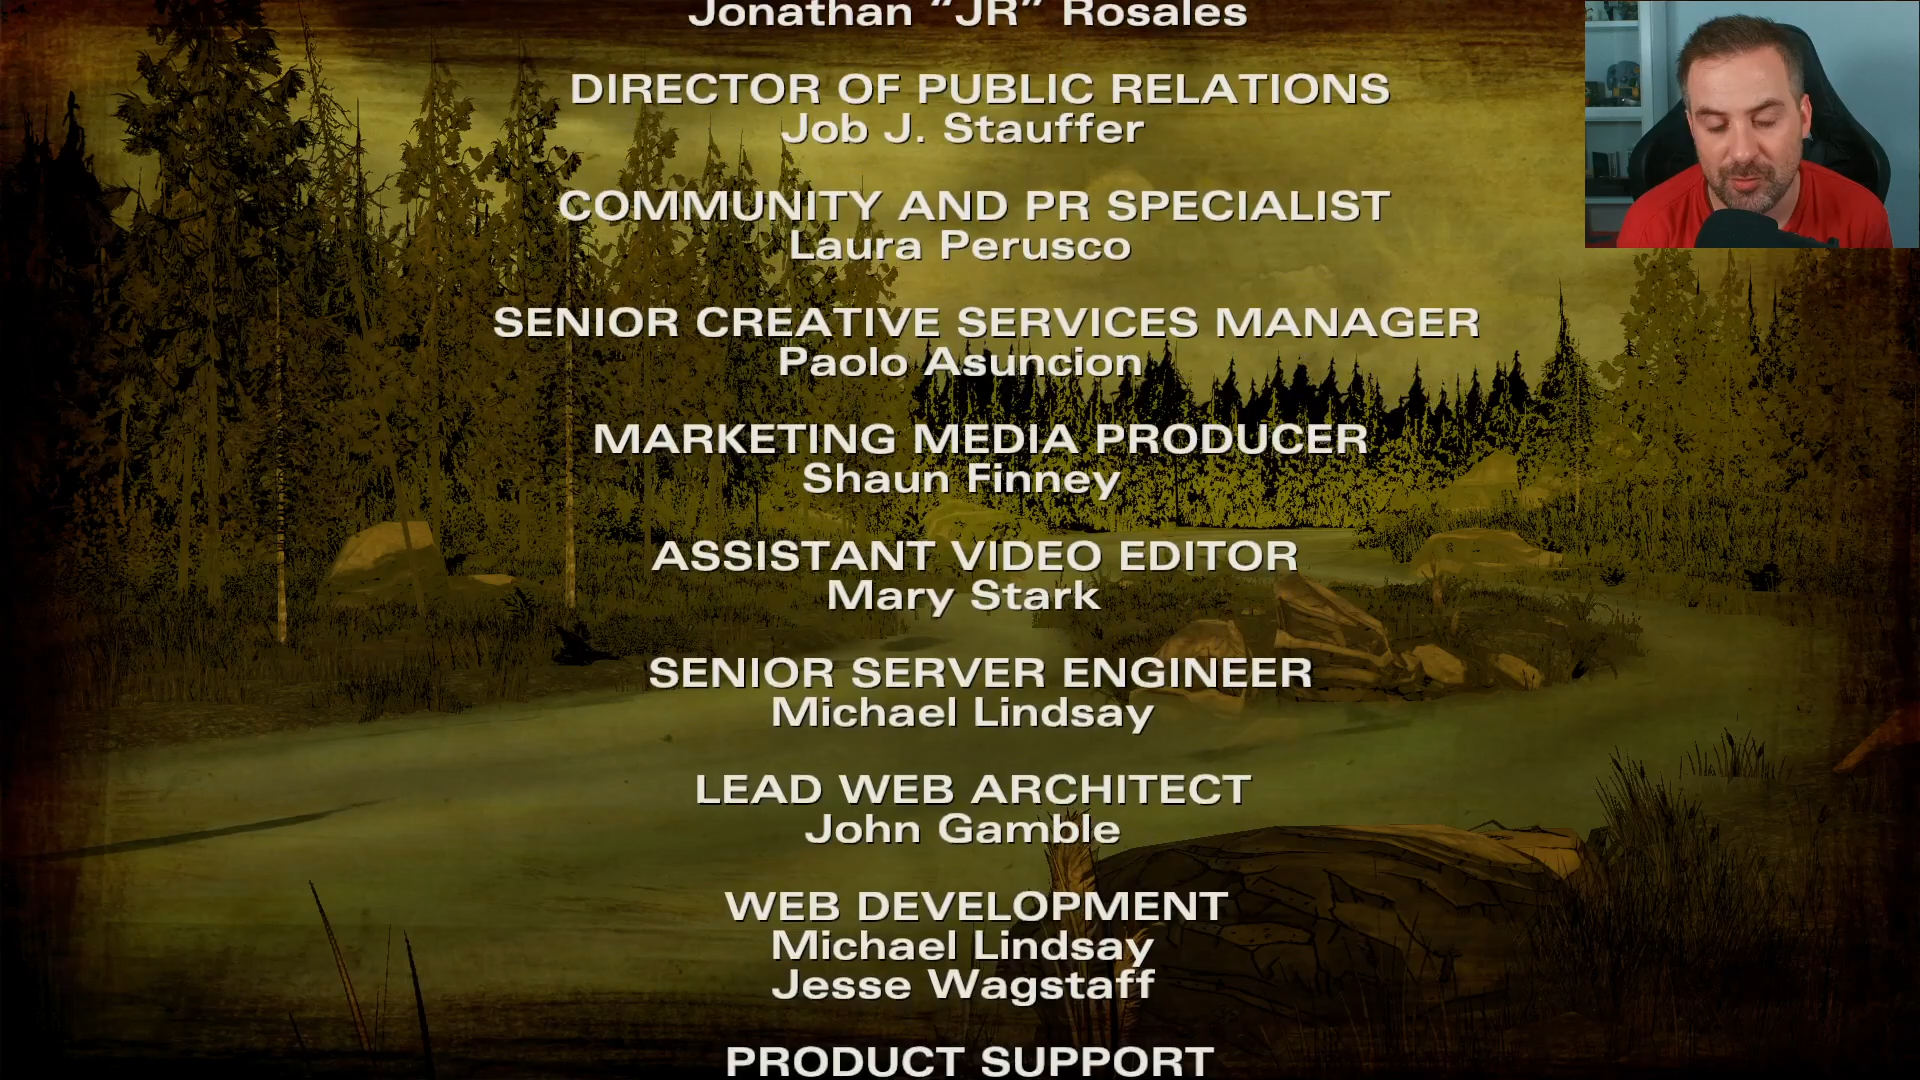 Jonathan “JR” Rosales
DIRECTOR OF PUBLIC RELATIONS
Job J. Stauffer
COMMUNITY AND PR SPECIALIST
Laura Perusco
SENIOR CREATIVE SERVICES MANAGER
Paolo Asuncion
MARKETING MEDIA PRODUCER
Shaun Finney
ASSISTANT VIDEO EDITOR
Mary Stark
SENIOR SERVER ENGINEER
Michael Lindsay
LEAD WEB ARCHITECT
John Gamble
WEB DEVELOPMENT
Michael Lindsay
Jesse Wagstaff
PRODUCT SUPPORT